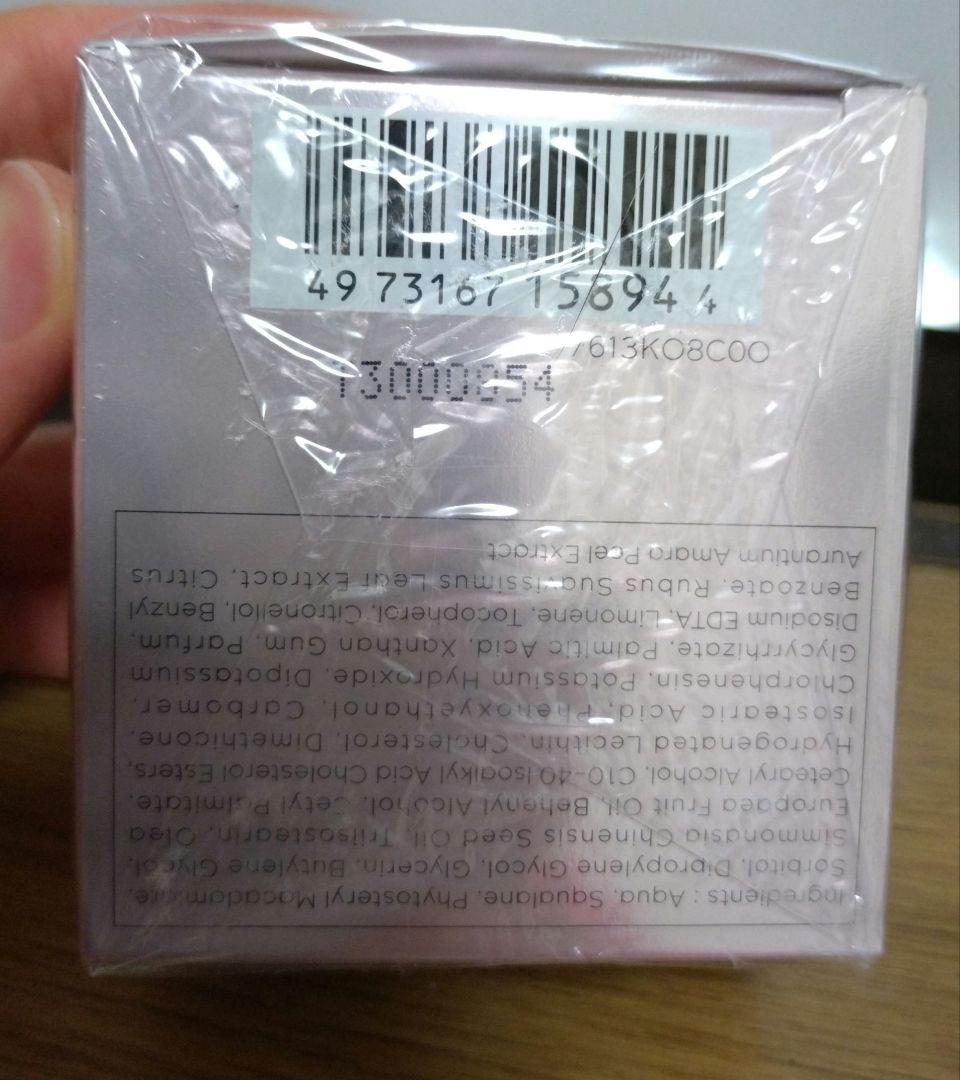 49 73167 15894 4
7613KO8C00
13000854
Ingredients : Aqua, Squalane, Phytosteryl Macadamiate,
Sorbitol, Dipropylene Glycol, Glycerin, Butylene Glycol,
Simmondsia Chinensis Seed Oil, Triisostearin, Olea
Europaea Fruit Oil, Behenyl Alcohol, Cetyl Palmitate,
Cetearyl Alcohol, C10-40 Isoalkyl Acid Cholesterol Esters,
Hydrogenated Lecithin, Cholesterol, Dimethicone,
Isostearic Acid, Phenoxyethanol, Carbomer,
Chlorphenesin, Potassium Hydroxide, Dipotassium
Glycyrrhizate, Palmitic Acid, Xanthan Gum, Parfum,
Disodium EDTA, Limonene, Tocopherol, Citronellol, Benzyl
Benzoate, Rubus Suavissimus Leaf Extract, Citrus
Aurantium Amara Peel Extract